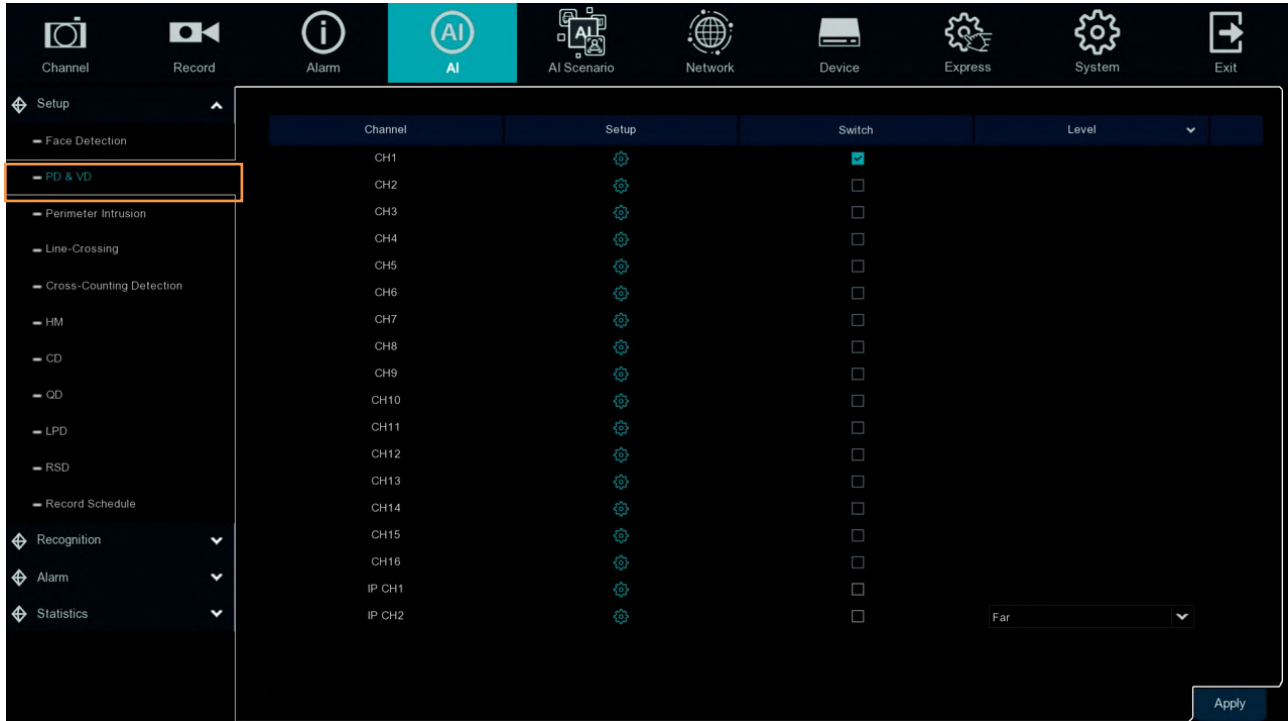 Channel Record Alarm AI AI Scenario Network Device Express System Exit
Setup
Face Detection
PD & VD
Perimeter Intrusion
Line-Crossing
Cross-Counting Detection
HM
CD
QD
LPD
RSD
Record Schedule
Recognition
Alarm
Statistics
Channel Setup Switch Level
CH1
CH2
CH3
CH4
CH5
CH6
CH7
CH8
CH9
CH10
CH11
CH12
CH13
CH14
CH15
CH16
IP CH1
IP CH2 Far
Apply